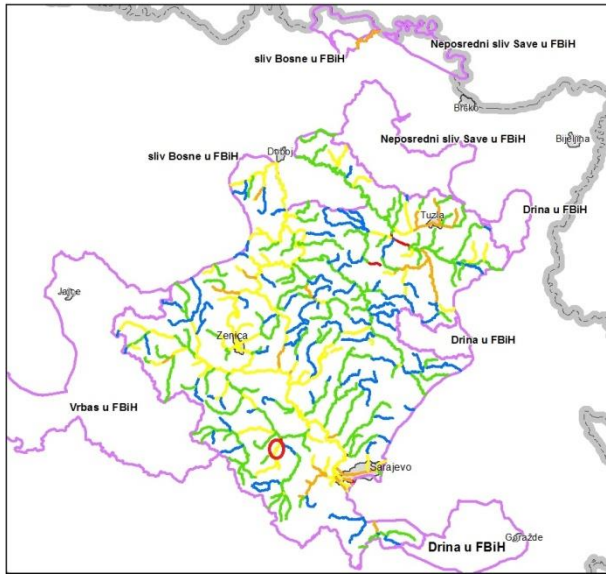 Neposredni sliv Save u FBiH
sliv Bosne u FBiH
Brčko
Neposredni sliv Save u FBiH
Bijeljina
Doboj
sliv Bosne u FBiH
Drina u FBiH
Tuzla
Jajce
Zenica
Drina u FBiH
Vrbas u FBiH
Sarajevo
Goražde
Drina u FBiH